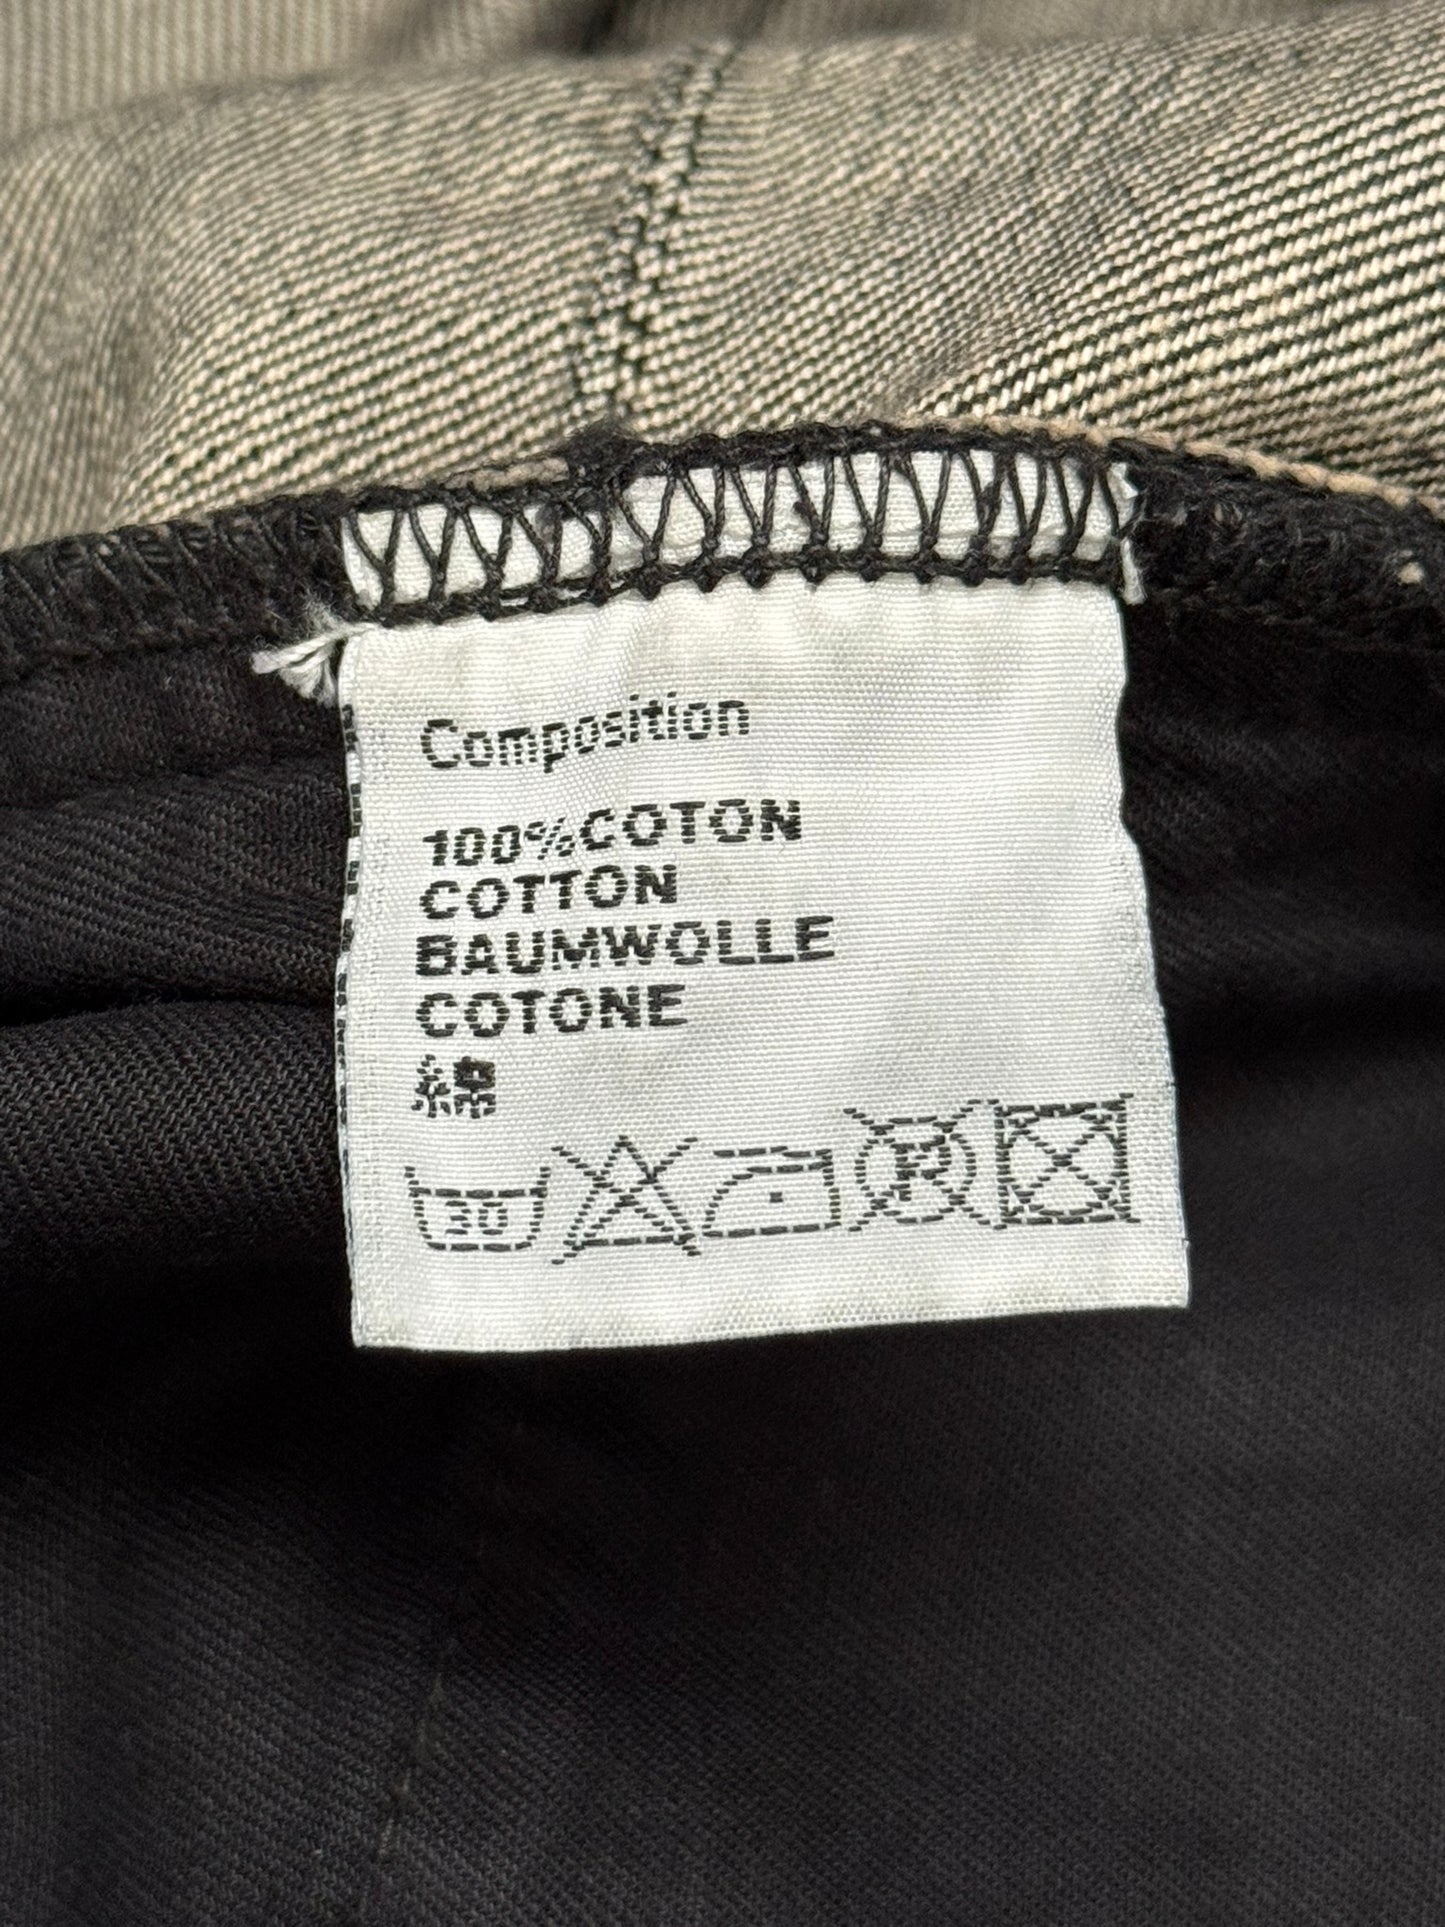 Composition
100%COTON
COTTON
BAUMWOLLE
COTONE
綿
30 P